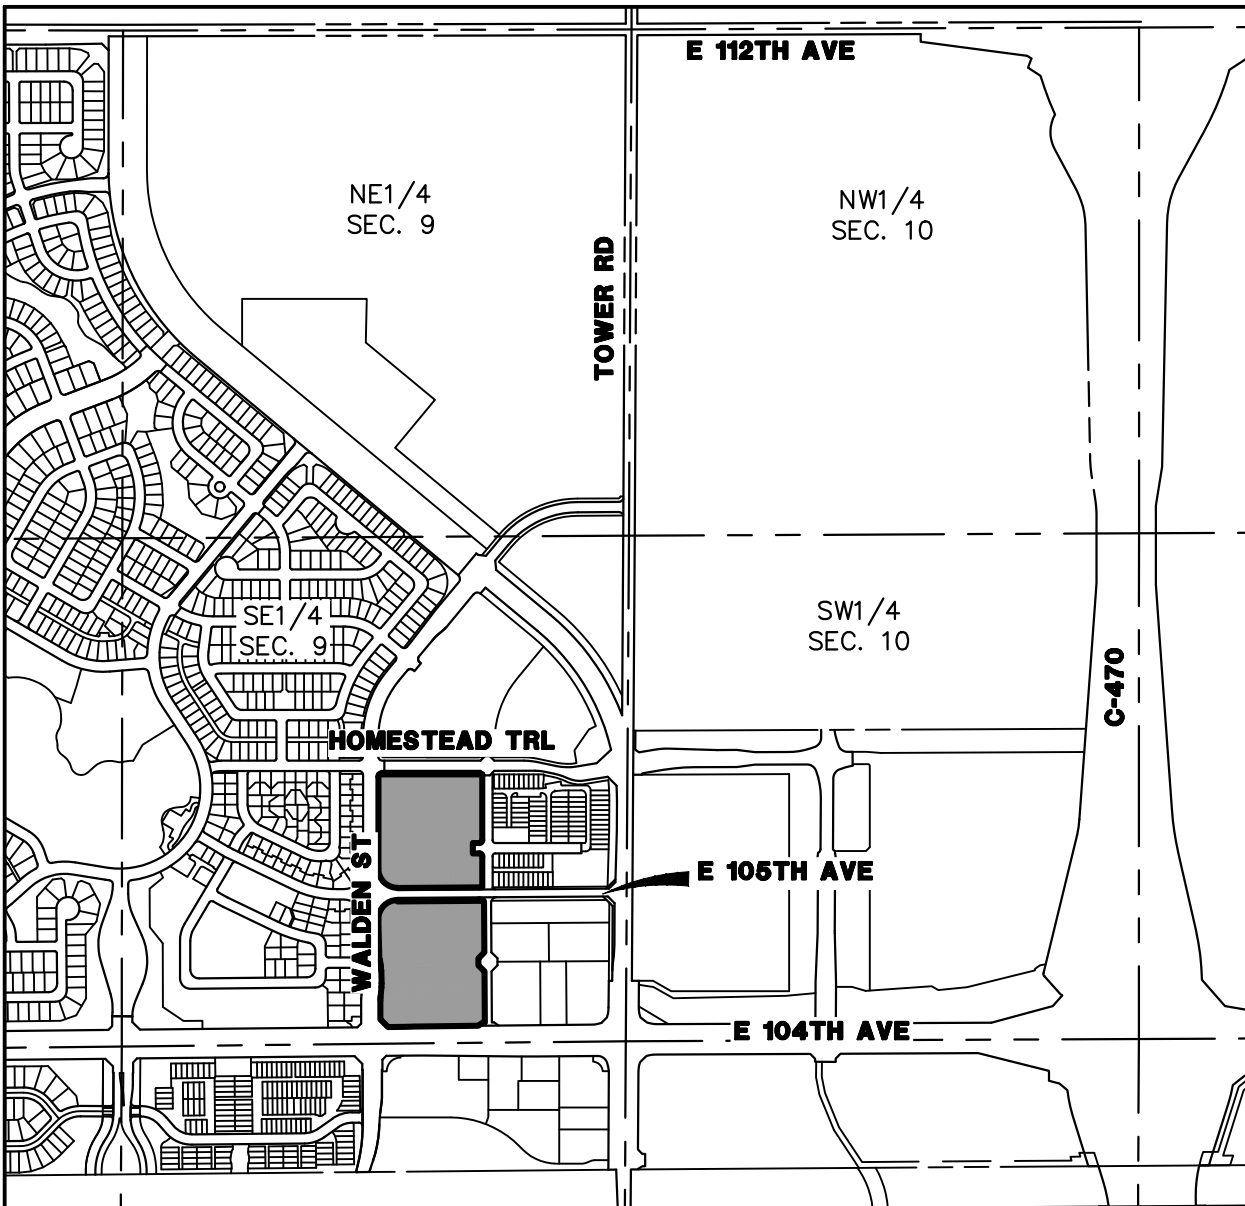 E 112TH AVE
NE1/4
SEC. 9
NW1/4
SEC. 10
TOWER RD
SE1/4
SEC. 9
SW1/4
SEC. 10
C-470
HOMESTEAD TRL
WALDEN ST
E 105TH AVE
E 104TH AVE